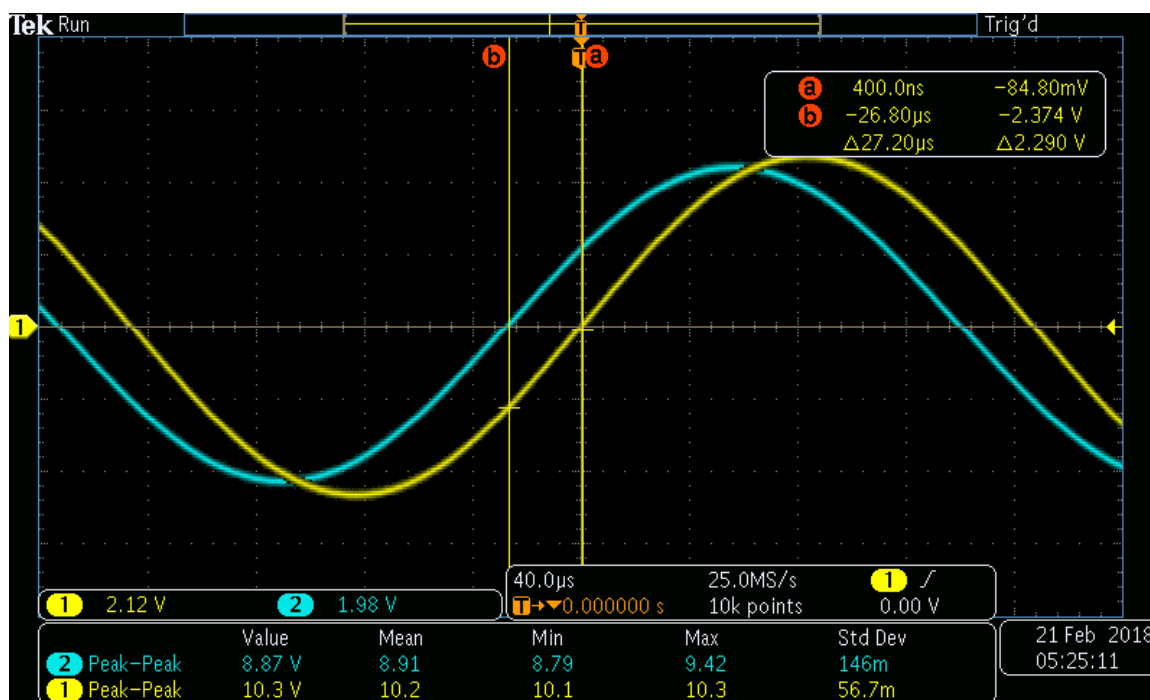 Tek Run Trig'd
T
b T a
a 400.0ns -84.80mV
b -26.80µs -2.374 V
Δ27.20µs Δ2.290 V
1
1 2.12 V 2 1.98 V
40.0µs 25.0MS/s 1
T→▼0.000000 s 10k points 0.00 V
Value Mean Min Max Std Dev
2 Peak-Peak 8.87 V 8.91 8.79 9.42 146m
1 Peak-Peak 10.3 V 10.2 10.1 10.3 56.7m
21 Feb 2018
05:25:11